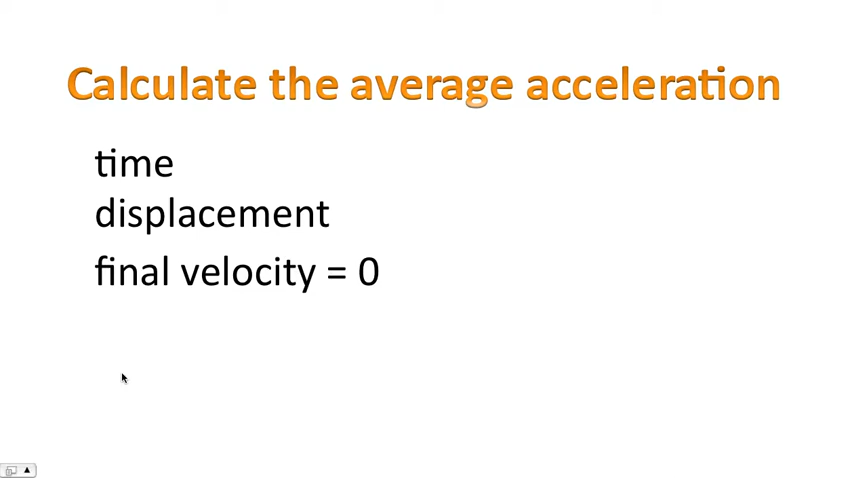 Calculate the average acceleration
time
displacement
final velocity = 0